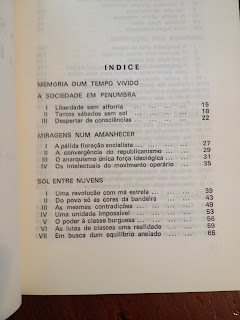 INDICE
MEMORIA DUM TEMPO VIVIDO
A SOCIEDADE EM PENUMBRA
I Liberdade sem alforria ... ... ... 15
II Tantos sábados sem sol ... ... ... 18
III Despertar de consciências ... ... ... 22
MIRAGENS NUM AMANHECER
I A pálida floração socialista ... ... ... 27
II A convergência do republicanismo ... ... 29
III O anarquismo única força ideológica ... ... 31
IV Os intelectuais do movimento operário ... 35
SOL ENTRE NUVENS
I Uma revolução com má estrela ... ... ... 39
II Do povo só as cores da bandeira ... ... 43
III As mesmas contradições ... ... ... 49
IV Uma unidade impossível ... ... ... 53
V O poder à classe burguesa ... ... ... 56
VI As lutas de classes uma realidade ... ... 59
VII Em busca dum equilíbrio ansiado ... ... 65